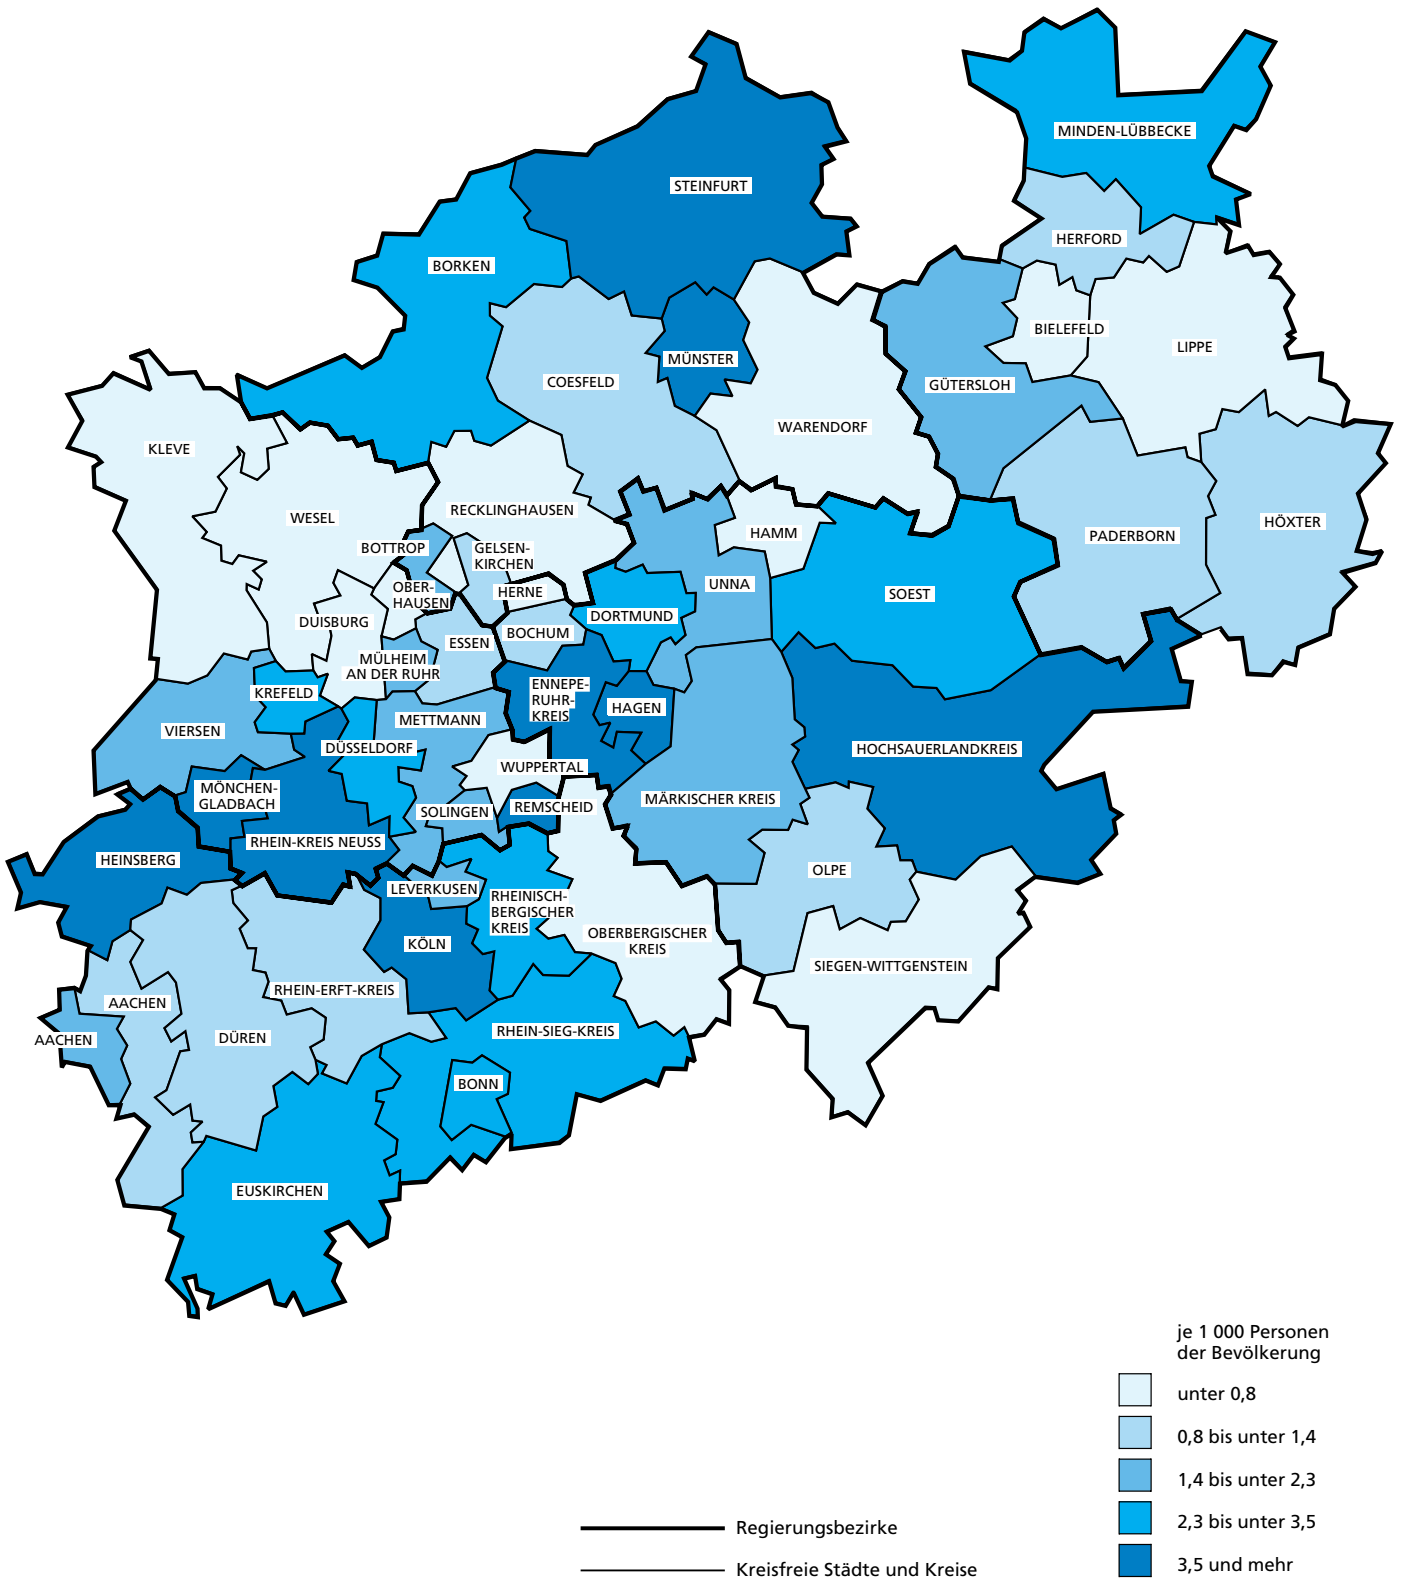 MINDEN-LÜBBECKE
STEINFURT
HERFORD
BORKEN
BIELEFELD
LIPPE
MÜNSTER
COESFELD
GÜTERSLOH
WARENDORF
KLEVE
RECKLINGHAUSEN
WESEL
HÖXTER
HAMM
PADERBORN
BOTTROP
GELSEN-
KIRCHEN
OBER-
HAUSEN
HERNE
UNNA
SOEST
DORTMUND
DUISBURG
BOCHUM
ESSEN
MÜLHEIM
AN DER RUHR
KREFELD
ENNEPE-
RUHR-
KREIS
HAGEN
METTMANN
VIERSEN
DÜSSELDORF
HOCHSAUERLANDKREIS
WUPPERTAL
MÖNCHEN-
GLADBACH
MÄRKISCHER KREIS
REMSCHEID
SOLINGEN
RHEIN-KREIS NEUSS
HEINSBERG
OLPE
LEVERKUSEN
RHEINISCH-
BERGISCHER
KREIS
OBERBERGISCHER
KREIS
KÖLN
SIEGEN-WITTGENSTEIN
RHEIN-ERFT-KREIS
AACHEN
RHEIN-SIEG-KREIS
DÜREN
AACHEN
BONN
EUSKIRCHEN
je 1 000 Personen
der Bevölkerung
unter 0,8
0,8 bis unter 1,4
1,4 bis unter 2,3
2,3 bis unter 3,5
3,5 und mehr
Regierungsbezirke
Kreisfreie Städte und Kreise